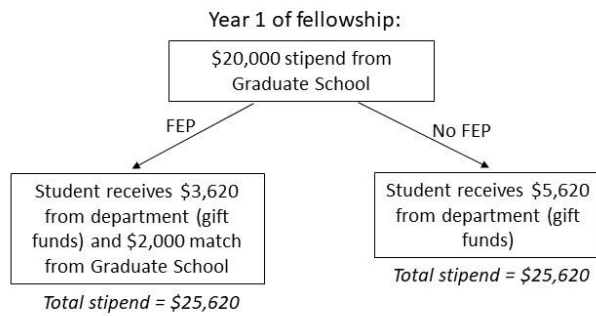 Year 1 of fellowship:
$20,000 stipend from
Graduate School
FEP
No FEP
Student receives $3,620
from department (gift
funds) and $2,000 match
from Graduate School
Total stipend = $25,620
Student receives $5,620
from department (gift
funds)
Total stipend = $25,620